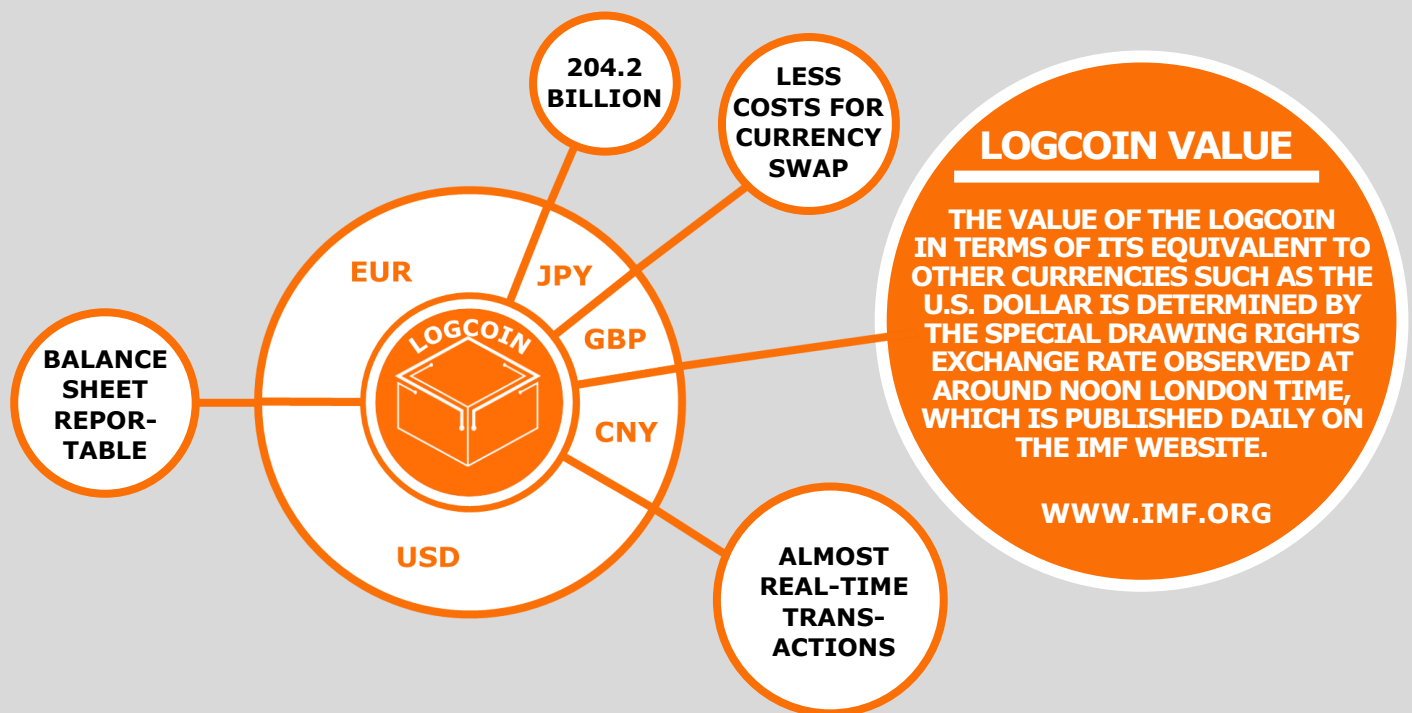 204.2
BILLION
LESS
COSTS FOR
CURRENCY
SWAP
LOGCOIN VALUE
THE VALUE OF THE LOGCOIN
IN TERMS OF ITS EQUIVALENT TO
OTHER CURRENCIES SUCH AS THE
U.S. DOLLAR IS DETERMINED BY
THE SPECIAL DRAWING RIGHTS
EXCHANGE RATE OBSERVED AT
AROUND NOON LONDON TIME,
WHICH IS PUBLISHED DAILY ON
THE IMF WEBSITE.
WWW.IMF.ORG
EUR
JPY
GBP
CNY
USD
LOGCOIN
BALANCE
SHEET
REPOR-
TABLE
ALMOST
REAL-TIME
TRANS-
ACTIONS